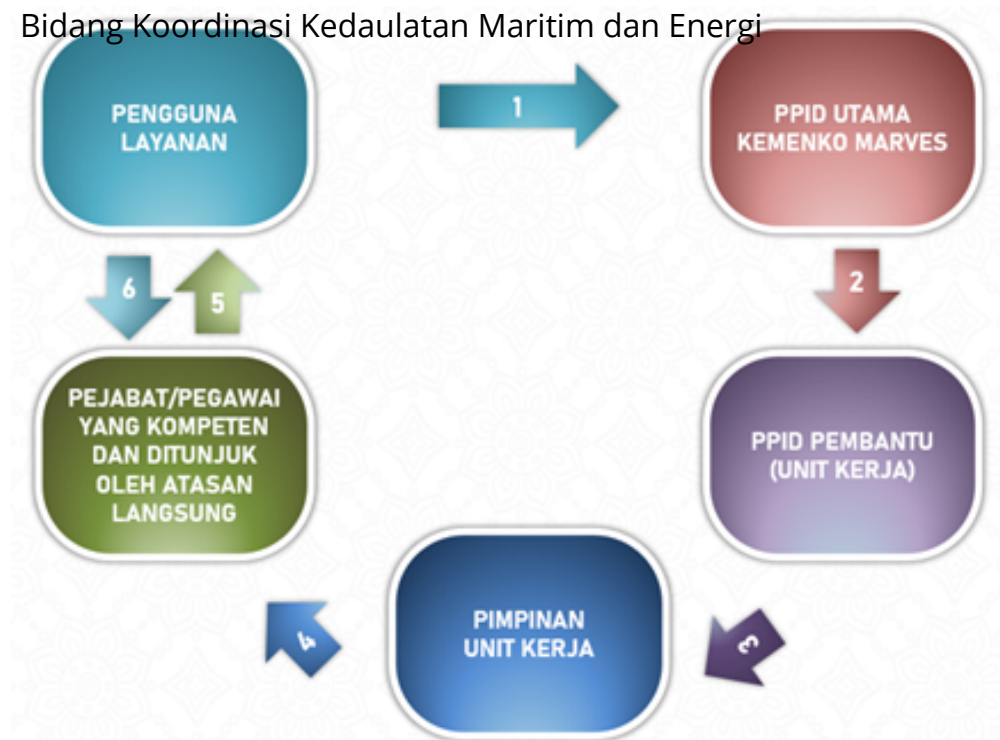 Bidang Koordinasi Kedaulatan Maritim dan Energi
PENGGUNA
LAYANAN
1
PPID UTAMA
KEMENKO MARVES
6
5
2
PEJABAT/PEGAWAI
YANG KOMPETEN
DAN DITUNJUK
OLEH ATASAN
LANGSUNG
PPID PEMBANTU
(UNIT KERJA)
4
PIMPINAN
UNIT KERJA
3